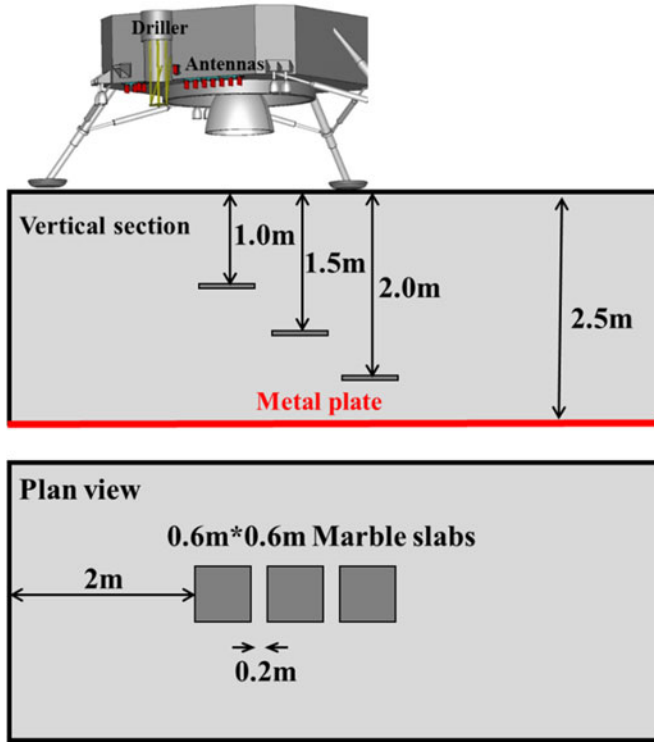 Driller
Antennas
Vertical section
1.0m
1.5m
2.0m
2.5m
Metal plate
Plan view
0.6m*0.6m Marble slabs
2m
0.2m